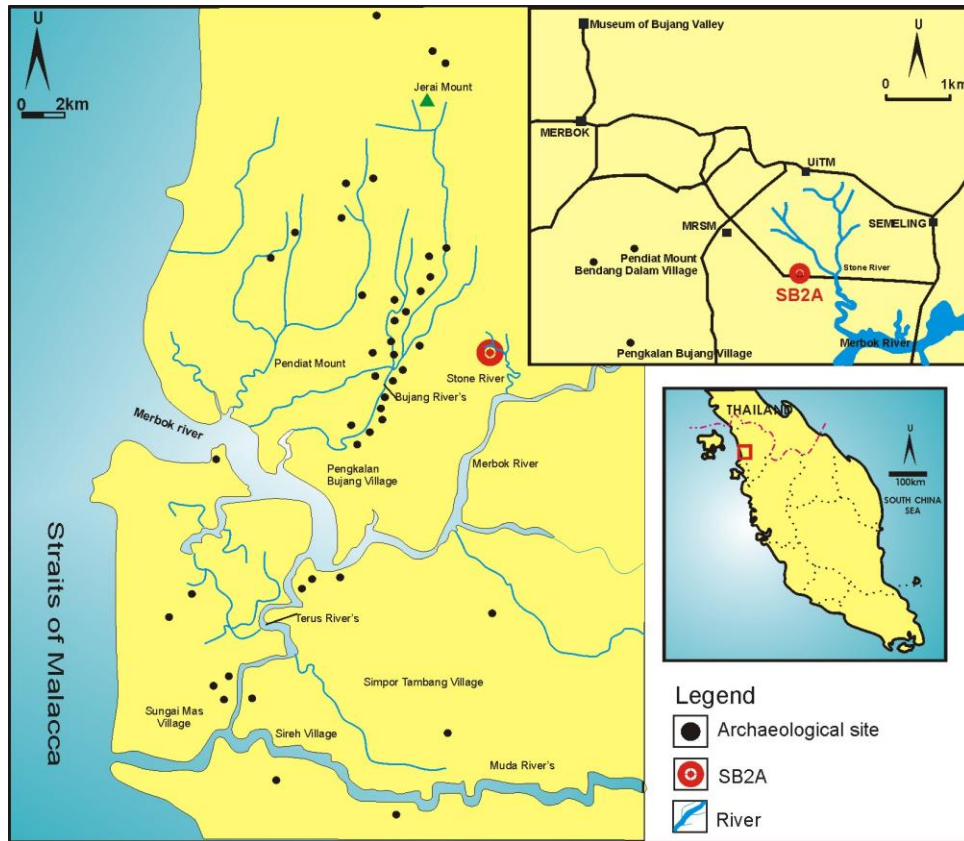 U
0 2km
Jerai Mount
Pendiat Mount
Stone River
Bujang River's
Merbok river
Pengkalan
Bujang Village
Merbok River
Straits of Malacca
Terus River's
Simpor Tambang Village
Sungai Mas
Village
Sireh Village
Muda River's
U
0 1km
Museum of Bujang Valley
MERBOK
UiTM
SEMELING
MRSM
Pendiat Mount
Bendang Dalam Village
Stone River
SB2A
Merbok River
Pengkalan Bujang Village
THAILAND
U
100km
SOUTH CHINA
SEA
Legend
Archaeological site
SB2A
River